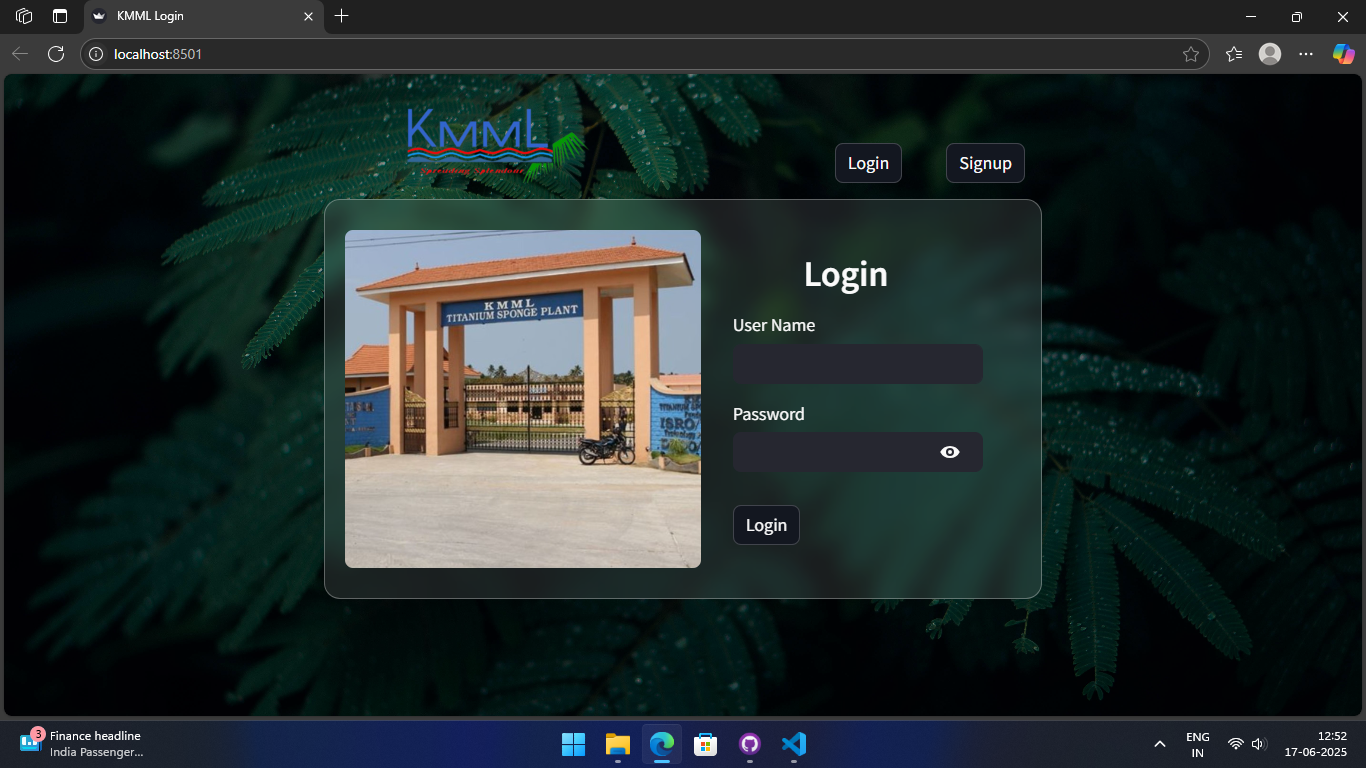 KMML Login
localhost:8501
KMML
Spreading Splendour
Login
Signup
KMML
TITANIUM SPONGE PLANT
ISRO/
Login
User Name
Password
Login
3
Finance headline
India Passenger...
ENG
IN
12:52
17-06-2025